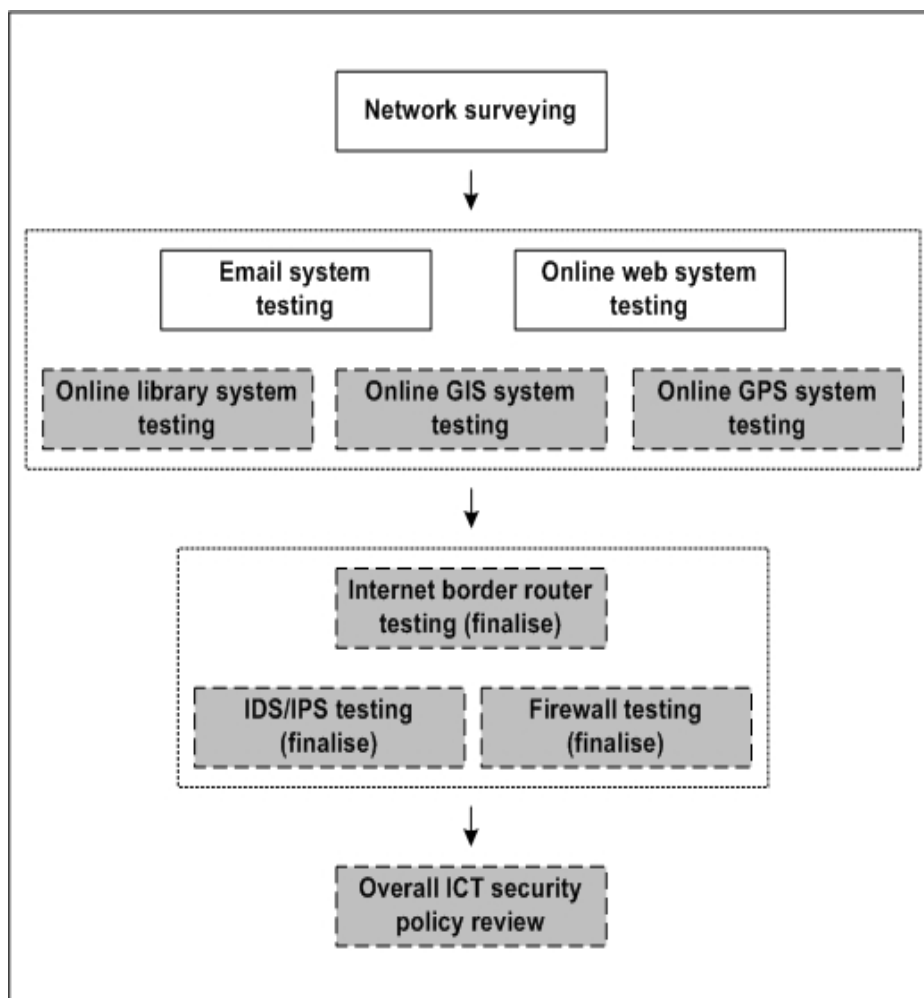 Network surveying
Email system
testing
Online web system
testing
Online library system
testing
Online GIS system
testing
Online GPS system
testing
Internet border router
testing (finalise)
IDS/IPS testing
(finalise)
Firewall testing
(finalise)
Overall ICT security
policy review